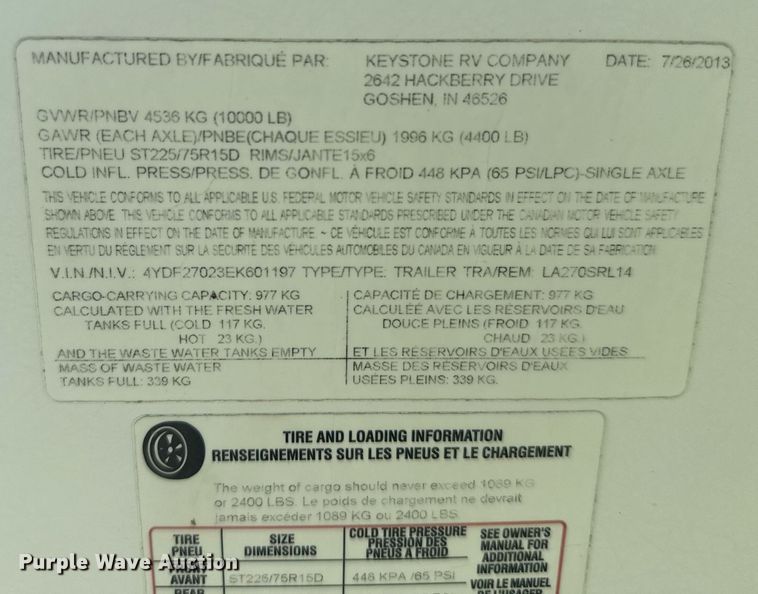 MANUFACTURED BY/FABRIQUÉ PAR: KEYSTONE RV COMPANY DATE: 7/26/2013
2642 HACKBERRY DRIVE
GOSHEN, IN 46526
GVWR/PNBV 4536 KG (10000 LB)
GAWR (EACH AXLE)/PNBE(CHAQUE ESSIEU) 1996 KG (4400 LB)
TIRE/PNEU ST225/75R15D RIMS/JANTE15x6
COLD INFL. PRESS/PRESS. DE GONFL. À FROID 448 KPA (65 PSI/LPC)-SINGLE AXLE
THIS VEHICLE CONFORMS TO ALL APPLICABLE U.S. FEDERAL MOTOR VEHICLE SAFETY STANDARDS IN EFFECT ON THE DATE OF MANUFACTURE
SHOWN ABOVE. THIS VEHICLE CONFORMS TO ALL APPLICABLE STANDARDS PRESCRIBED UNDER THE CANADIAN MOTOR VEHICLE SAFETY
REGULATIONS IN EFFECT ON THE DATE OF MANUFACTURE ~ CE VÉHICULE EST CONFORME À TOUTES LES NORMES QUI LUI SONT APPLICABLES
EN VERTU DU RÈGLEMENT SUR LA SÉCURITÉ DES VÉHICULES AUTOMOBILES DU CANADA EN VIGUEUR À LA DATE DE SA FABRICATION
V.I.N./N.I.V.: 4YDF27023EK601197 TYPE/TYPE: TRAILER TRA/REM: LA270SRL14
CARGO-CARRYING CAPACITY: 977 KG
CALCULATED WITH THE FRESH WATER
TANKS FULL (COLD 117 KG.
HOT 23 KG.)
AND THE WASTE WATER TANKS EMPTY
MASS OF WASTE WATER
TANKS FULL: 339 KG
CAPACITÉ DE CHARGEMENT: 977 KG
CALCULÉE AVEC LES RÉSERVOIRS D'EAU
DOUCE PLEINS (FROID 117 KG.
CHAUD 23 KG.)
ET LES RÉSERVOIRS D'EAUX USÉES VIDES
MASSE DES RÉSERVOIRS D'EAUX
USÉES PLEINS: 339 KG.
TIRE AND LOADING INFORMATION
RENSEIGNEMENTS SUR LES PNEUS ET LE CHARGEMENT
The weight of cargo should never exceed 1089 KG
or 2400 LBS. Le poids de chargement ne devrait
jamais excéder 1089 KG ou 2400 LBS.
TIRE
PNEU
FRONT
AVANT
REAR
SIZE
DIMENSIONS
ST225/75R15D
COLD TIRE PRESSURE
PRESSION DES
PNEUS A FROID
448 KPA /65 PSI
SEE OWNER'S
MANUAL FOR
ADDITIONAL
INFORMATION
VOIR LE MANUEL
DE L'USAGER
Purple Wave Auction